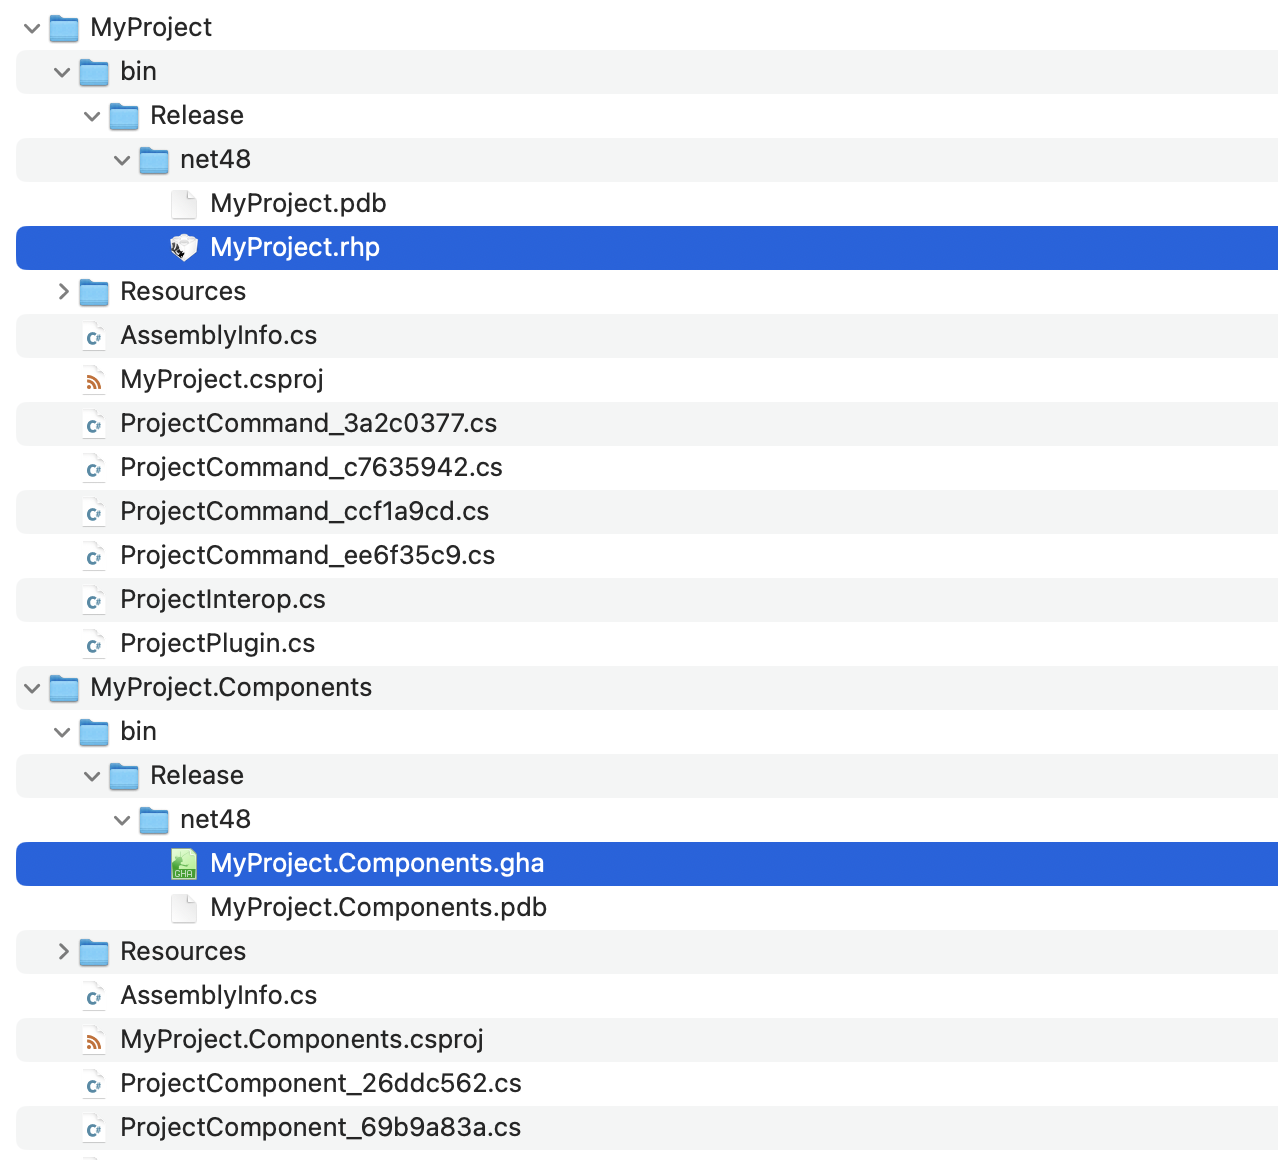 MyProject
bin
Release
net48
MyProject.pdb
MyProject.rhp
Resources
C# AssemblyInfo.cs
MyProject.csproj
C# ProjectCommand_3a2c0377.cs
C# ProjectCommand_c7635942.cs
C# ProjectCommand_ccf1a9cd.cs
C# ProjectCommand_ee6f35c9.cs
C# ProjectInterop.cs
C# ProjectPlugin.cs
MyProject.Components
bin
Release
net48
GHA MyProject.Components.gha
MyProject.Components.pdb
Resources
C# AssemblyInfo.cs
MyProject.Components.csproj
C# ProjectComponent_26ddc562.cs
C# ProjectComponent_69b9a83a.cs